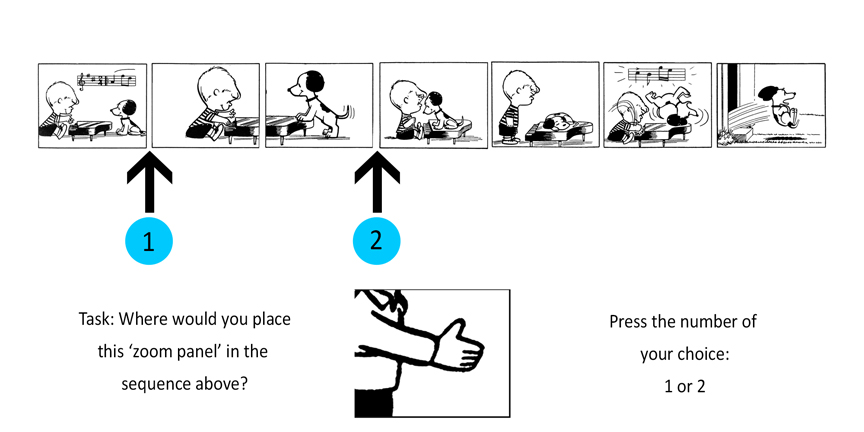 1
2
Task: Where would you place
this ‘zoom panel’ in the
sequence above?
Press the number of
your choice:
1 or 2